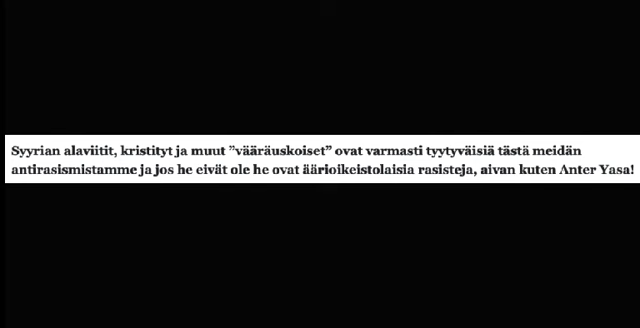 Syyrian alaviitit, kristityt ja muut ”vääräuskoiset” ovat varmasti tyytyväisiä tästä meidän
antirasismistamme ja jos he eivät ole he ovat äärioikeistolaisia rasisteja, aivan kuten Anter Yasa!